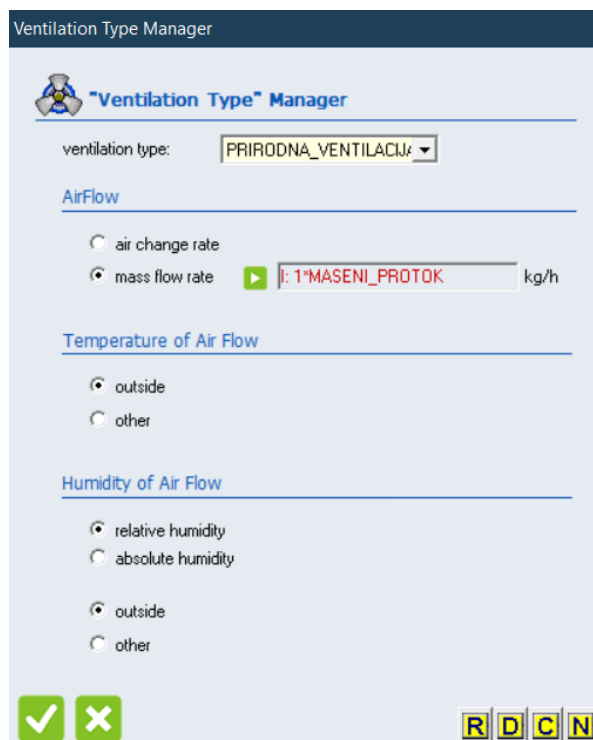 Ventilation Type Manager
"Ventilation Type" Manager
ventilation type: PRIRODNA_VENTILACIJA
AirFlow
air change rate
mass flow rate I: 1*MASENI_PROTOK kg/h
Temperature of Air Flow
outside
other
Humidity of Air Flow
relative humidity
absolute humidity
outside
other
R D C N